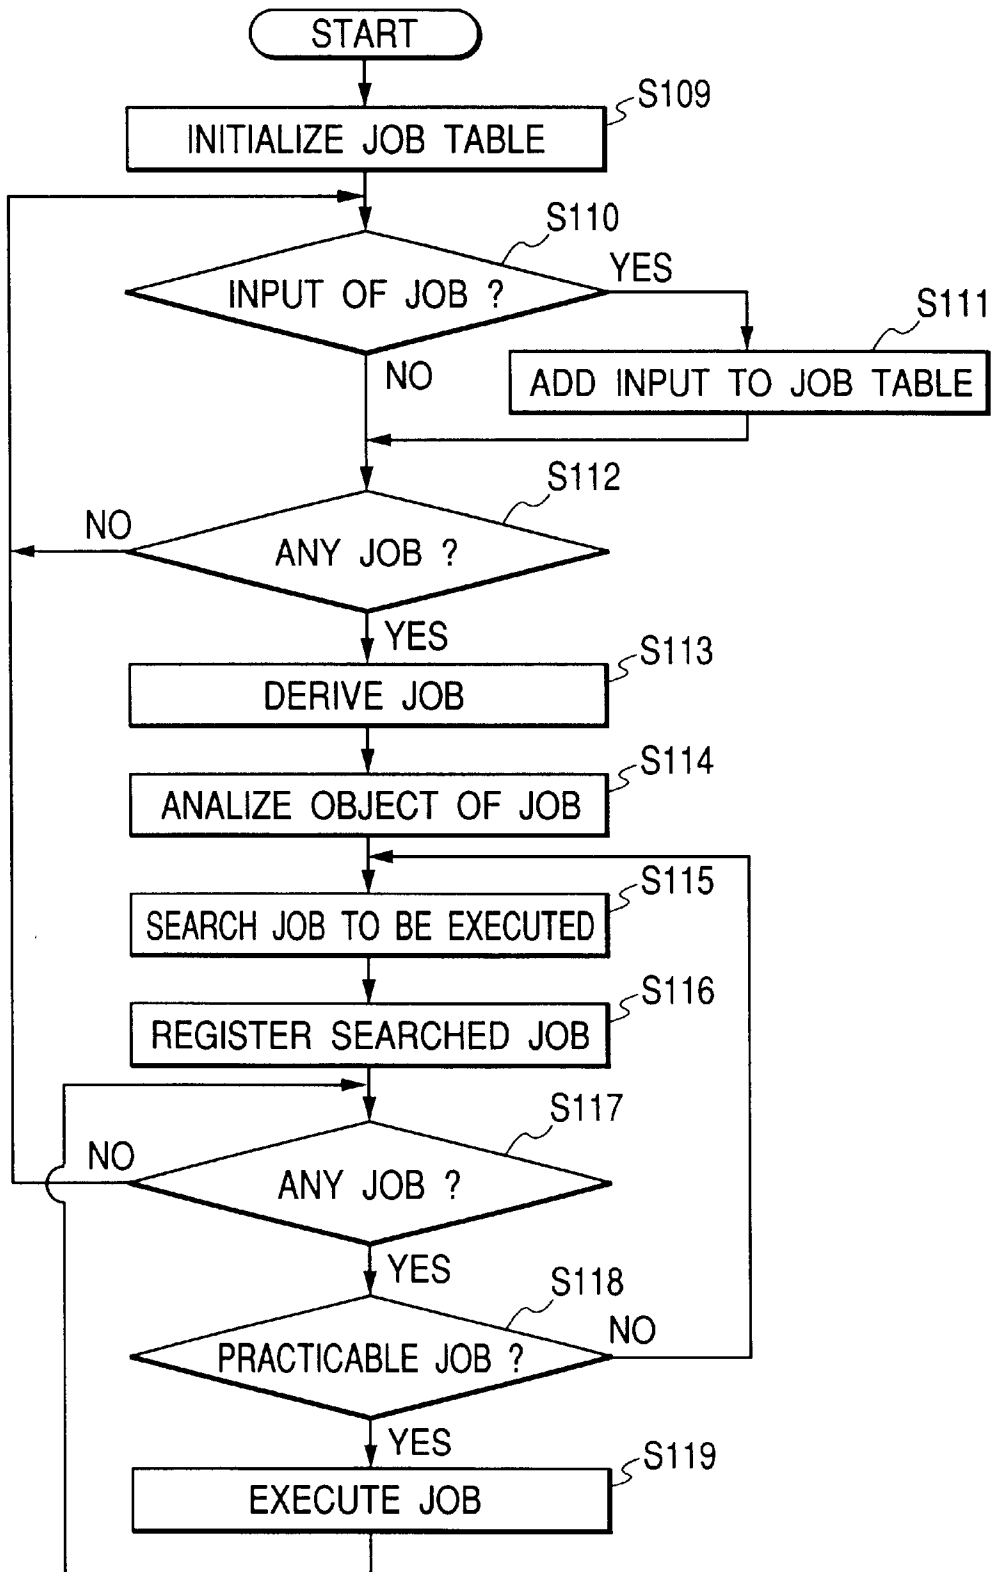 START
S109
INITIALIZE JOB TABLE
S110
INPUT OF JOB ?
YES
S111
NO
ADD INPUT TO JOB TABLE
S112
NO
ANY JOB ?
YES
S113
DERIVE JOB
S114
ANALIZE OBJECT OF JOB
S115
SEARCH JOB TO BE EXECUTED
S116
REGISTER SEARCHED JOB
S117
NO
ANY JOB ?
YES
S118
NO
PRACTICABLE JOB ?
YES
S119
EXECUTE JOB